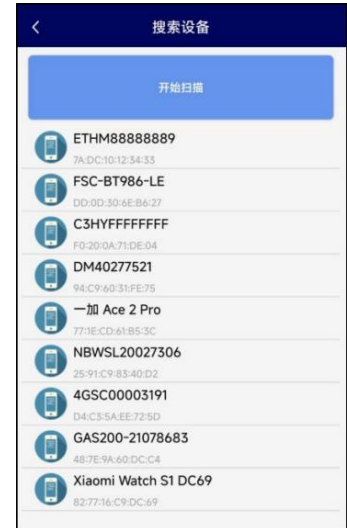 搜索设备
开始扫描
ETHM88888889
7A:DC:10:12:34:33
FSC-BT986-LE
DD:0D:30:6E:B6:27
C3HYFFFFFFFF
F0:20:0A:71:DE:04
DM40277521
94:C9:60:31:FE:75
一加 Ace 2 Pro
77:1E:CD:61:B5:3C
NBWSL20027306
25:91:C9:83:40:D2
4GSC00003191
D4:C3:5A:EE:72:5D
GAS200-21078683
48:7E:9A:60:DC:C4
Xiaomi Watch S1 DC69
82:77:16:C9:DC:69